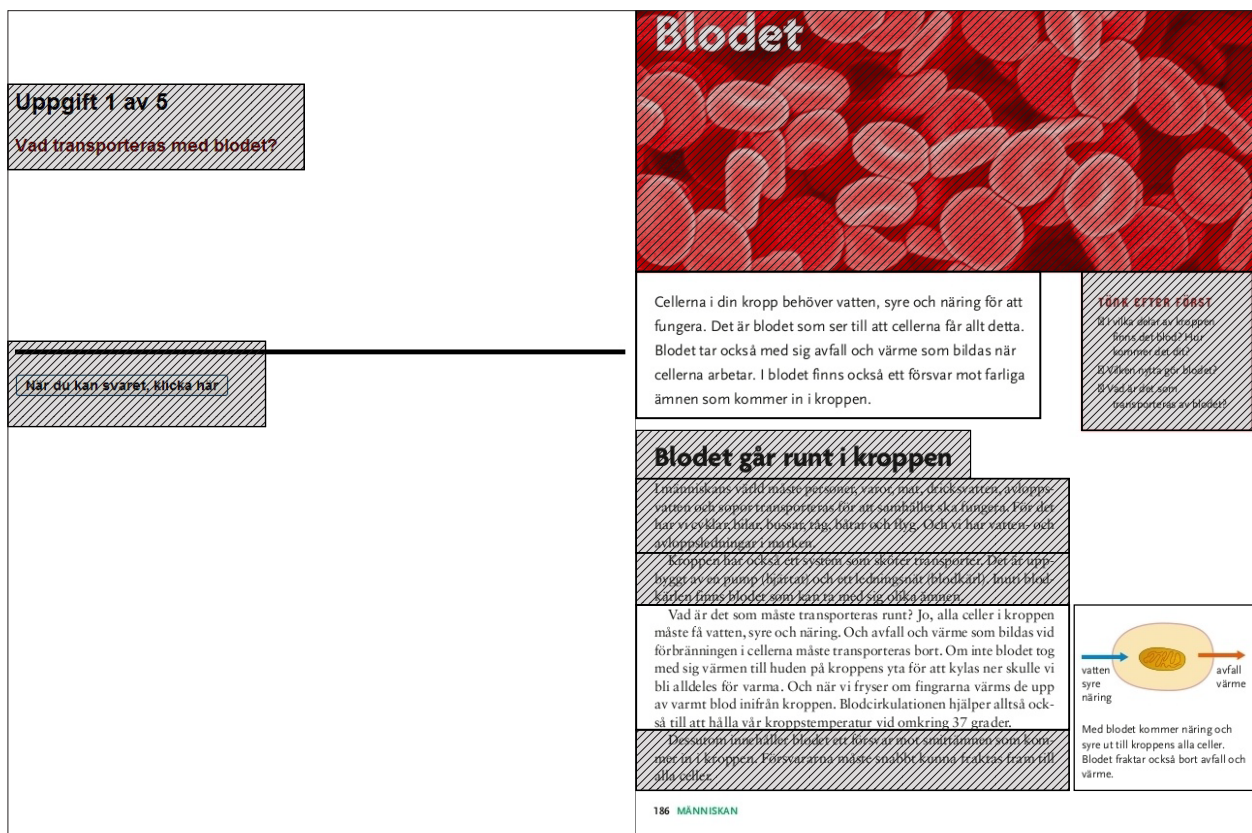 Uppgift 1 av 5
Vad transporteras med blodet?
När du kan svaret, klicka här
Blodet
Cellerna i din kropp behöver vatten, syre och näring för att
fungera. Det är blodet som ser till att cellerna får allt detta.
Blodet tar också med sig avfall och värme som bildas när
cellerna arbetar. I blodet finns också ett försvar mot farliga
ämnen som kommer in i kroppen.
TÄNK EFTER FÖRST
I vilka delar av kroppen
finns det blod? Hur
kommer det dit?
Vilken nytta gör blodet?
Vad är det som
transporteras av blodet?
Blodet går runt i kroppen
I människans värld måste personer, varor, mat, dricksvatten, avlopps-
vatten och sopor transporteras för att samhället ska fungera. För det
har vi cyklar, bilar, bussar, tåg, båtar och flyg. Och vi har vatten- och
avloppsledningar i marken.
Kroppen har också ett system som sköter transporter. Det är upp-
byggt av en pump (hjärtat) och ett ledningsnät (blodkärl). Inuti blod-
kärlen finns blodet som kan ta med sig olika ämnen.
Vad är det som måste transporteras runt? Jo, alla celler i kroppen
måste få vatten, syre och näring. Och avfall och värme som bildas vid
förbränningen i cellerna måste transporteras bort. Om inte blodet tog
med sig värmen till huden på kroppens yta för att kylas ner skulle vi
bli alldeles för varma. Och när vi fryser om fingrarna värms de upp
av varmt blod inifrån kroppen. Blodcirkulationen hjälper alltså ock-
så till att hålla vår kroppstemperatur vid omkring 37 grader.
Dessutom innehåller blodet ett försvar mot smittämnen som kom-
mer in i kroppen. Försvararna måste snabbt kunna fraktas fram till
alla celler.
vatten
syre
näring
avfall
värme
Med blodet kommer näring och
syre ut till kroppens alla celler.
Blodet fraktar också bort avfall och
värme.
186 MÄNNISKAN